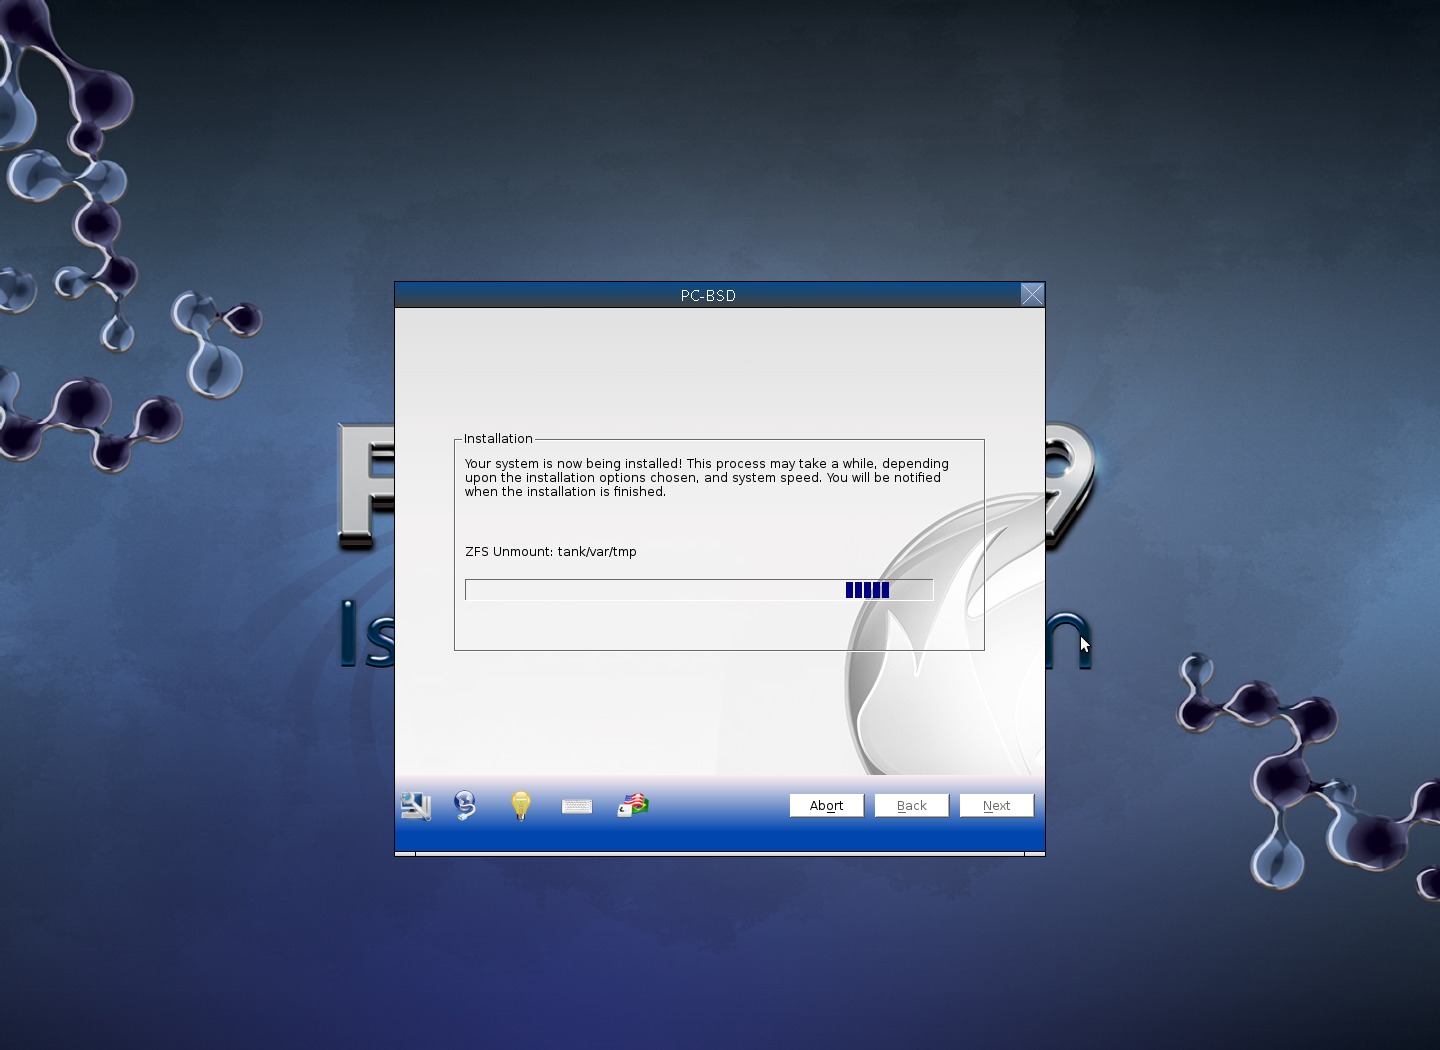 PC-BSD
Installation
Your system is now being installed! This process may take a while, depending
upon the installation options chosen, and system speed. You will be notified
when the installation is finished.
ZFS Unmount: tank/var/tmp
Abort
Back
Next